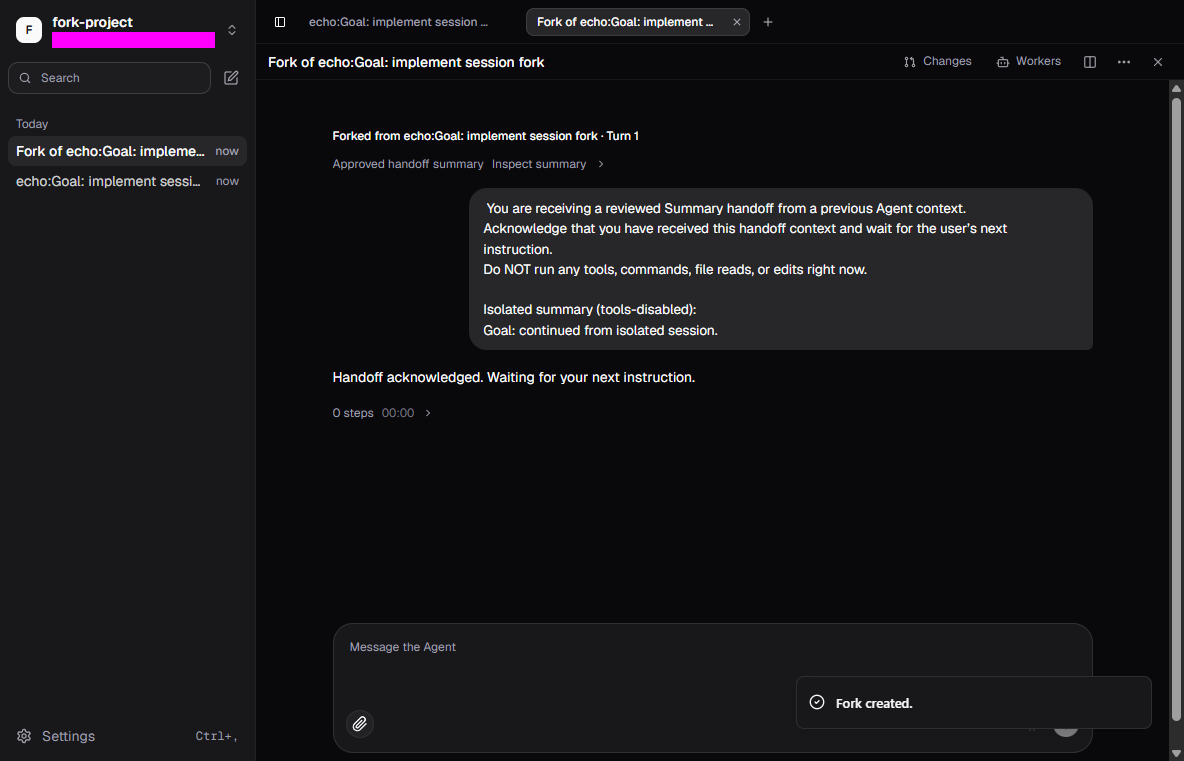 F
fork-project
Search
Today
Fork of echo:Goal: impleme... now
echo:Goal: implement sessi... now
Settings Ctrl+,
echo:Goal: implement session ...
Fork of echo:Goal: implement ...
Fork of echo:Goal: implement session fork
Changes
Workers
Forked from echo:Goal: implement session fork · Turn 1
Approved handoff summary Inspect summary
You are receiving a reviewed Summary handoff from a previous Agent context.
Acknowledge that you have received this handoff context and wait for the user's next
instruction.
Do NOT run any tools, commands, file reads, or edits right now.
Isolated summary (tools-disabled):
Goal: continued from isolated session.
Handoff acknowledged. Waiting for your next instruction.
0 steps 00:00
Message the Agent
Fork created.